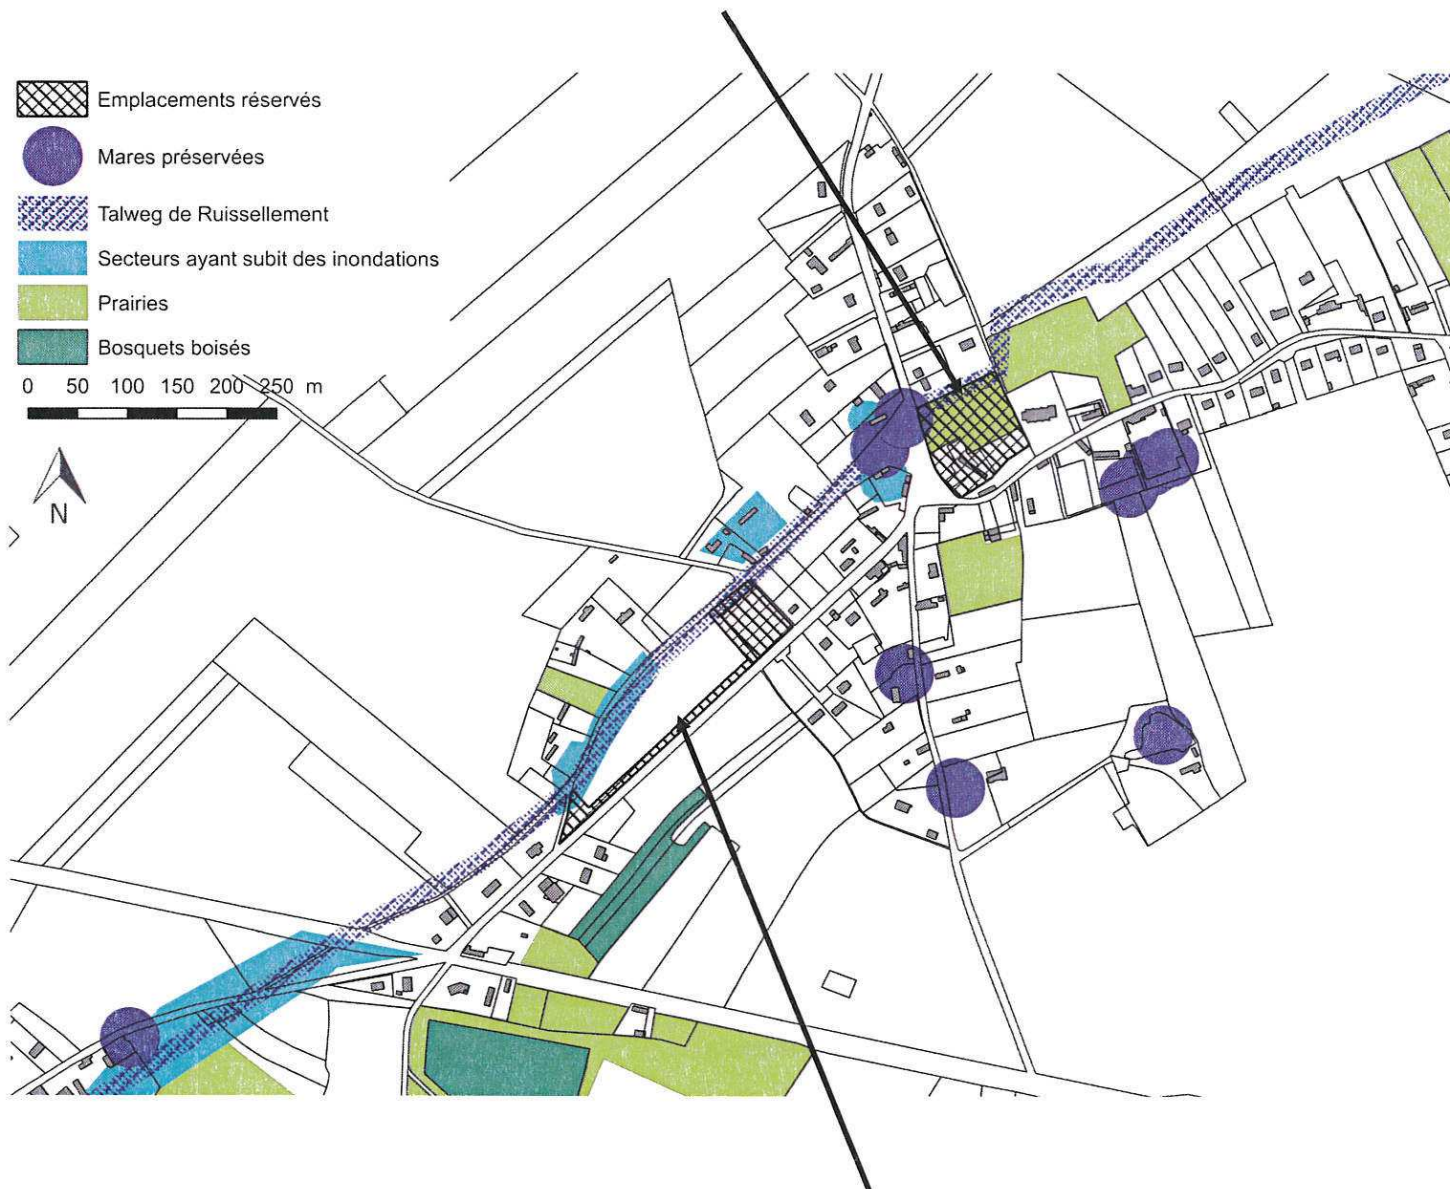 Emplacements réservés
Mares préservées
Talweg de Ruissellement
Secteurs ayant subit des inondations
Prairies
Bosquets boisés
0 50 100 150 200 250 m
N